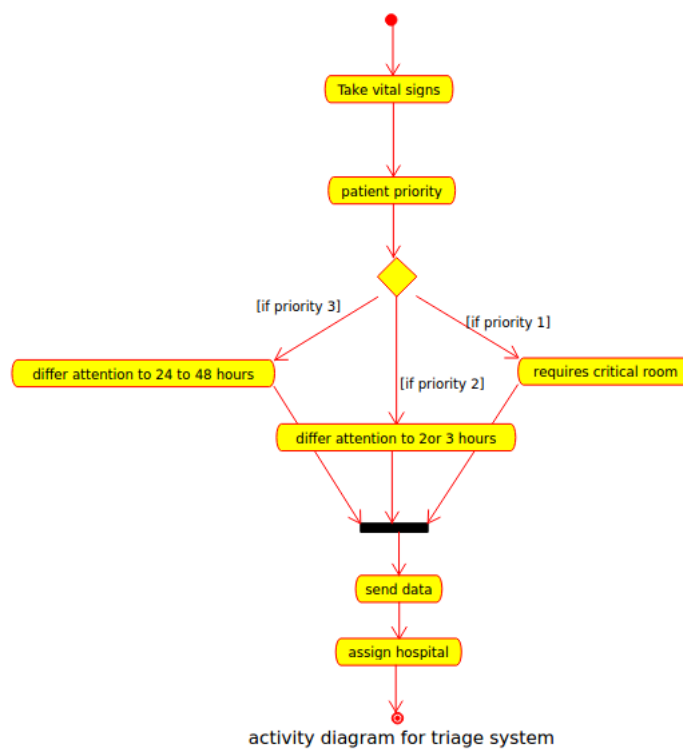 Take vital signs
patient priority
[if priority 3]
[if priority 1]
differ attention to 24 to 48 hours
requires critical room
[if priority 2]
differ attention to 2or 3 hours
send data
assign hospital
activity diagram for triage system